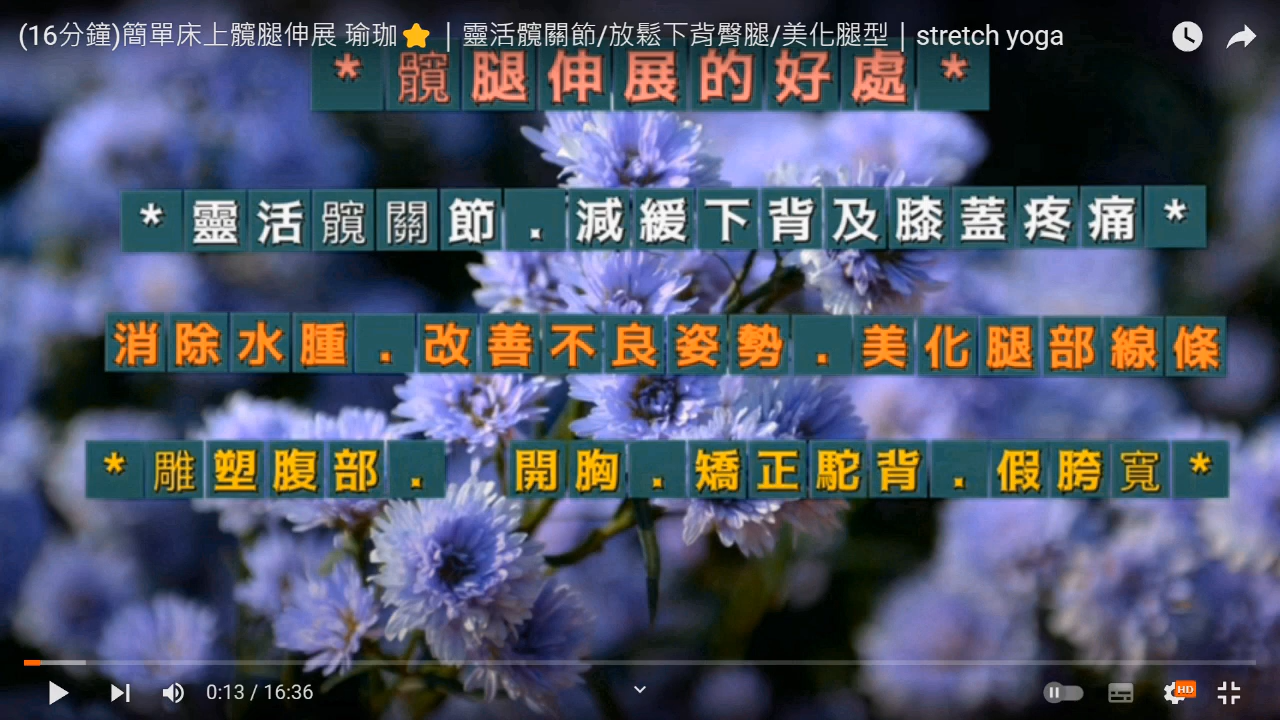 (16分鐘)簡單床上髖腿伸展 瑜珈⭐｜靈活髖關節/放鬆下背臀腿/美化腿型｜stretch yoga
* 髖腿伸展的好處 *
* 靈活髖關節．減緩下背及膝蓋疼痛 *
消除水腫．改善不良姿勢．美化腿部線條
* 雕塑腹部． 開胸．矯正駝背．假胯寬 *
0:13 / 16:36
HD